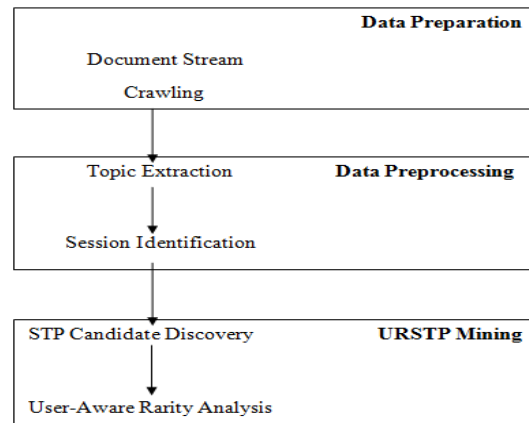 Data Preparation
Document Stream
Crawling
Topic Extraction Data Preprocessing
Session Identification
STP Candidate Discovery URSTP Mining
User-Aware Rarity Analysis